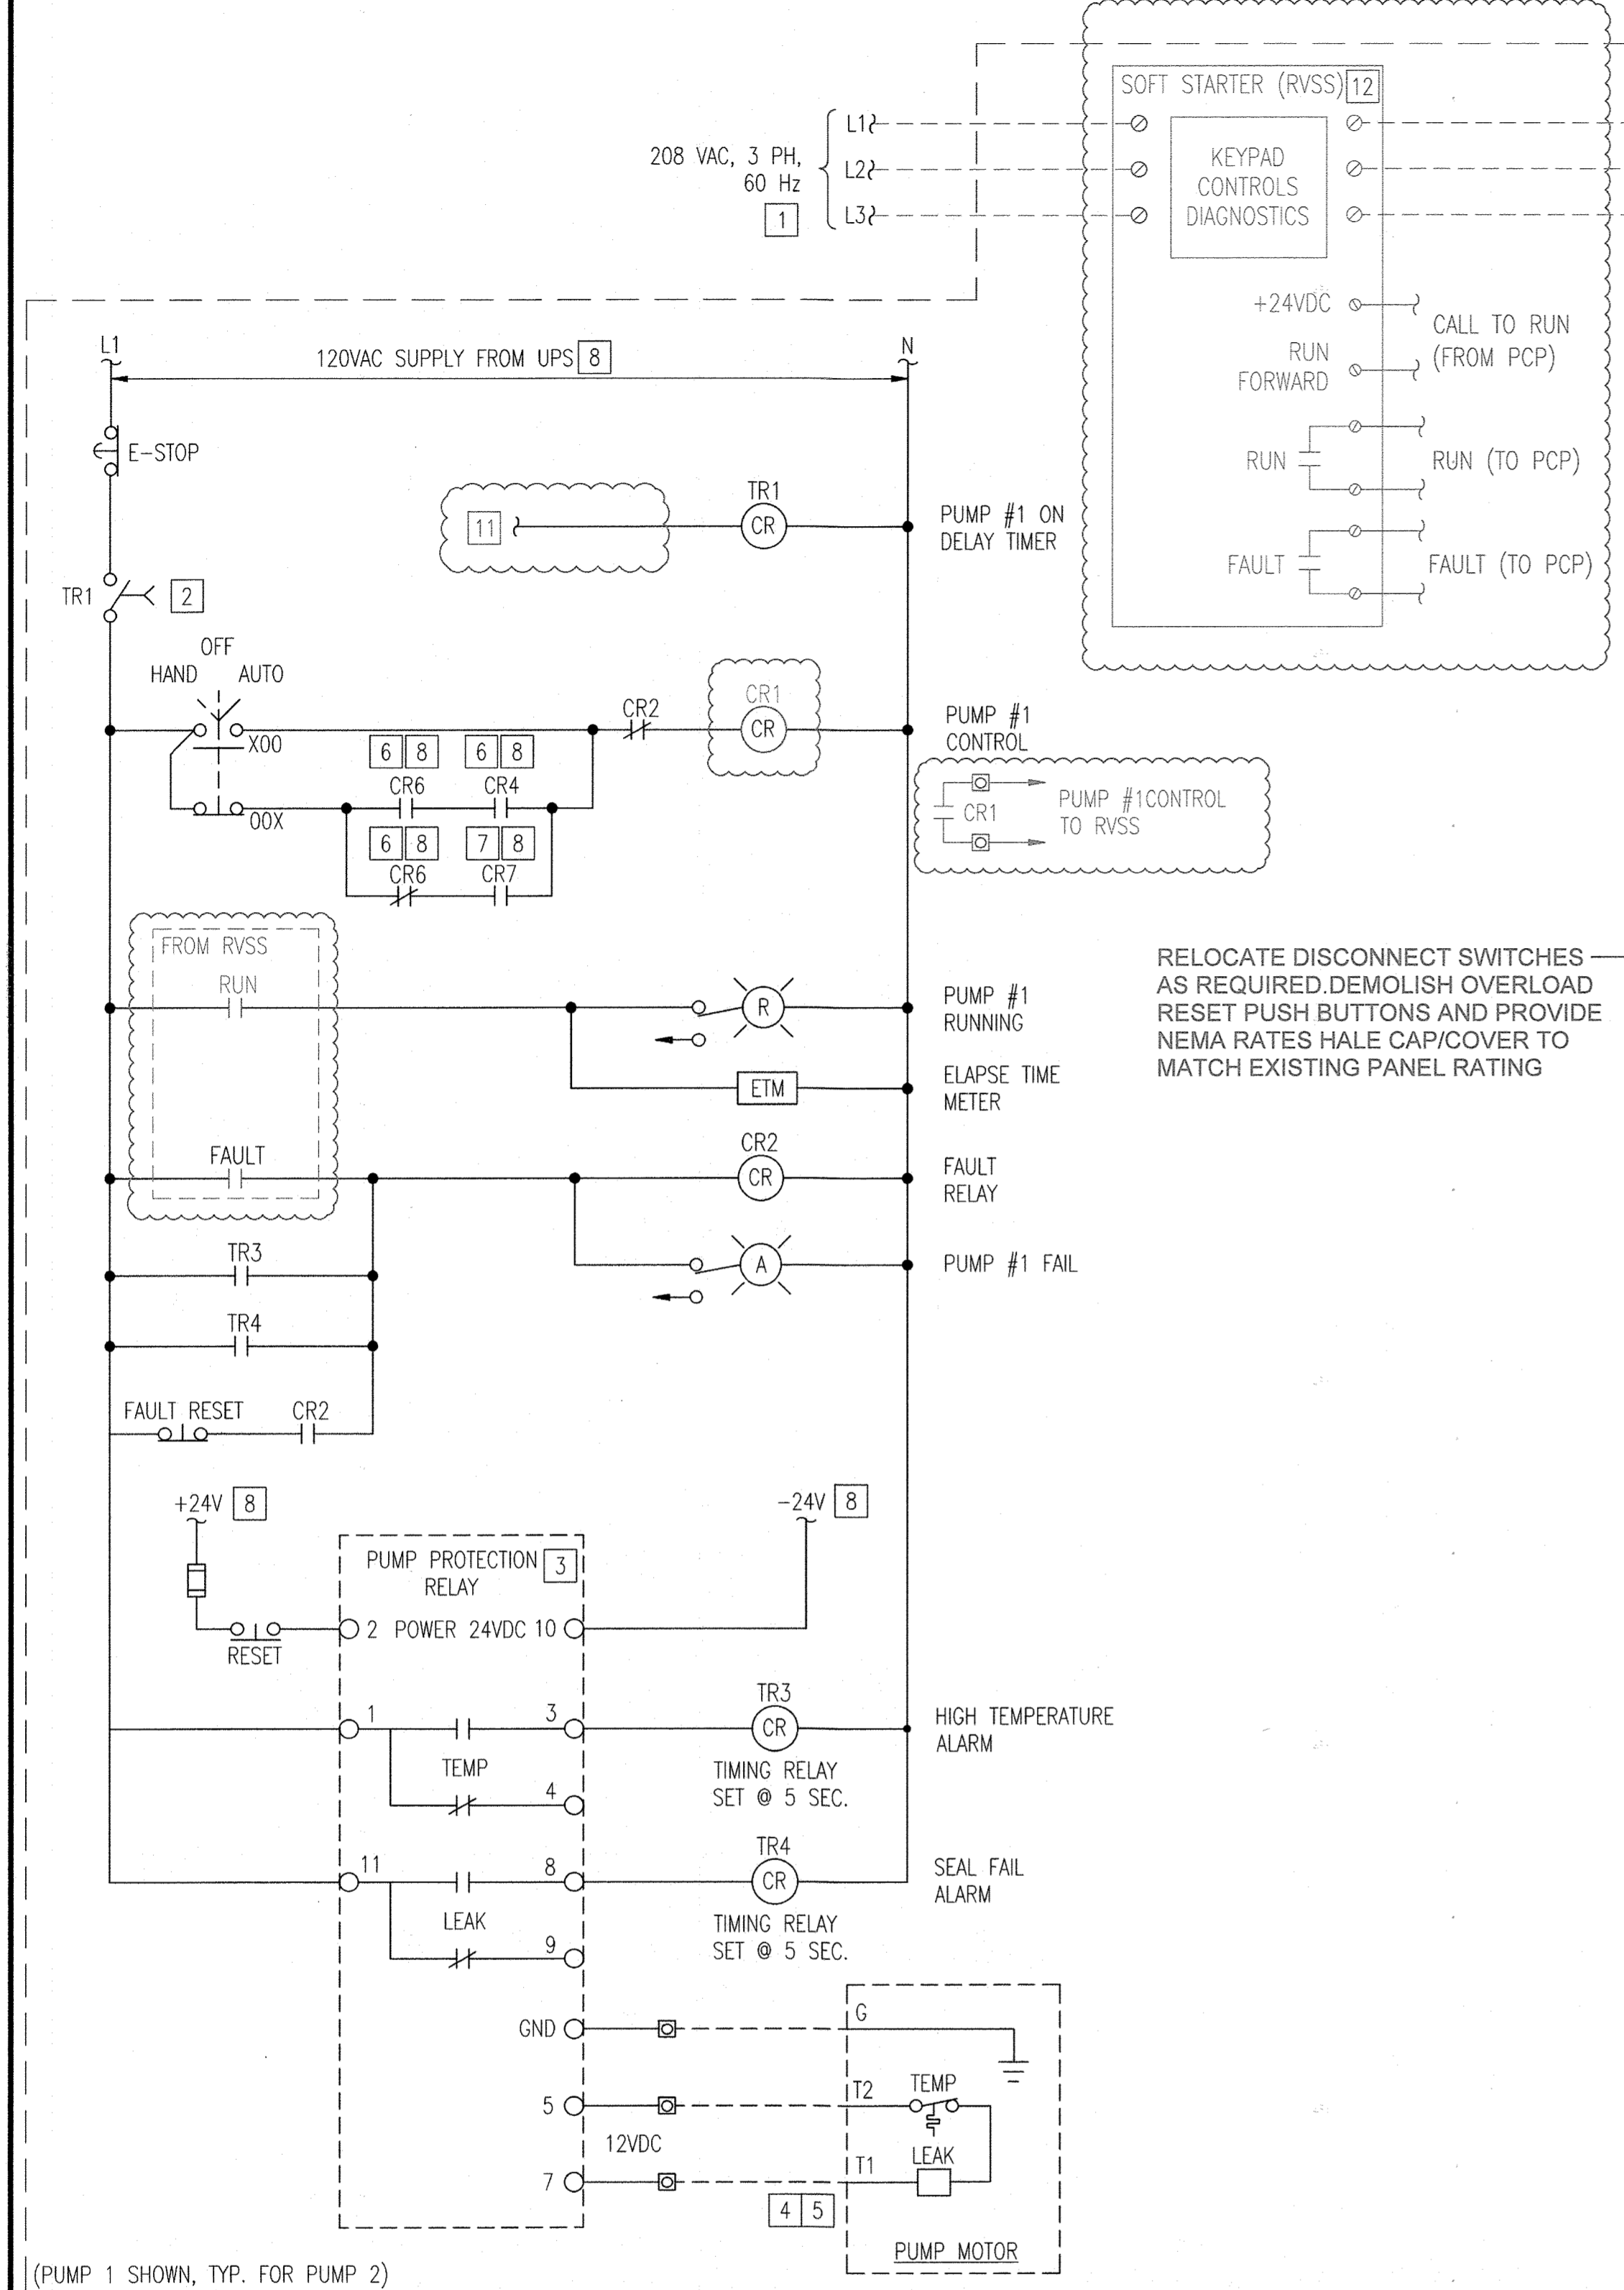 SOFT STARTER (RVSS) 12
208 VAC, 3 PH,
60 Hz
1
L1
L2
L3
KEYPAD
CONTROLS
DIAGNOSTICS
+24VDC
RUN
FORWARD
CALL TO RUN
(FROM PCP)
RUN
RUN (TO PCP)
FAULT
FAULT (TO PCP)
L1
120VAC SUPPLY FROM UPS 8
N
E-STOP
11
TR1
CR
PUMP #1 ON
DELAY TIMER
TR1
2
OFF
HAND
AUTO
X00
CR2
CR1
CR
PUMP #1
CONTROL
6 8
6 8
CR6
CR4
00X
6 8
7 8
CR6
CR7
CR1
PUMP #1CONTROL
TO RVSS
FROM RVSS
RUN
R
PUMP #1
RUNNING
ETM
ELAPSE TIME
METER
RELOCATE DISCONNECT SWITCHES
AS REQUIRED.DEMOLISH OVERLOAD
RESET PUSH BUTTONS AND PROVIDE
NEMA RATES HALE CAP/COVER TO
MATCH EXISTING PANEL RATING
FAULT
CR2
CR
FAULT
RELAY
A
PUMP #1 FAIL
TR3
TR4
FAULT RESET
CR2
+24V 8
-24V 8
PUMP PROTECTION 3
RELAY
2 POWER 24VDC 10
RESET
1
3
TEMP
4
TR3
CR
TIMING RELAY
SET @ 5 SEC.
HIGH TEMPERATURE
ALARM
11
8
LEAK
9
TR4
CR
TIMING RELAY
SET @ 5 SEC.
SEAL FAIL
ALARM
GND
G
5
T2
TEMP
12VDC
7
T1
LEAK
4 5
PUMP MOTOR
(PUMP 1 SHOWN, TYP. FOR PUMP 2)